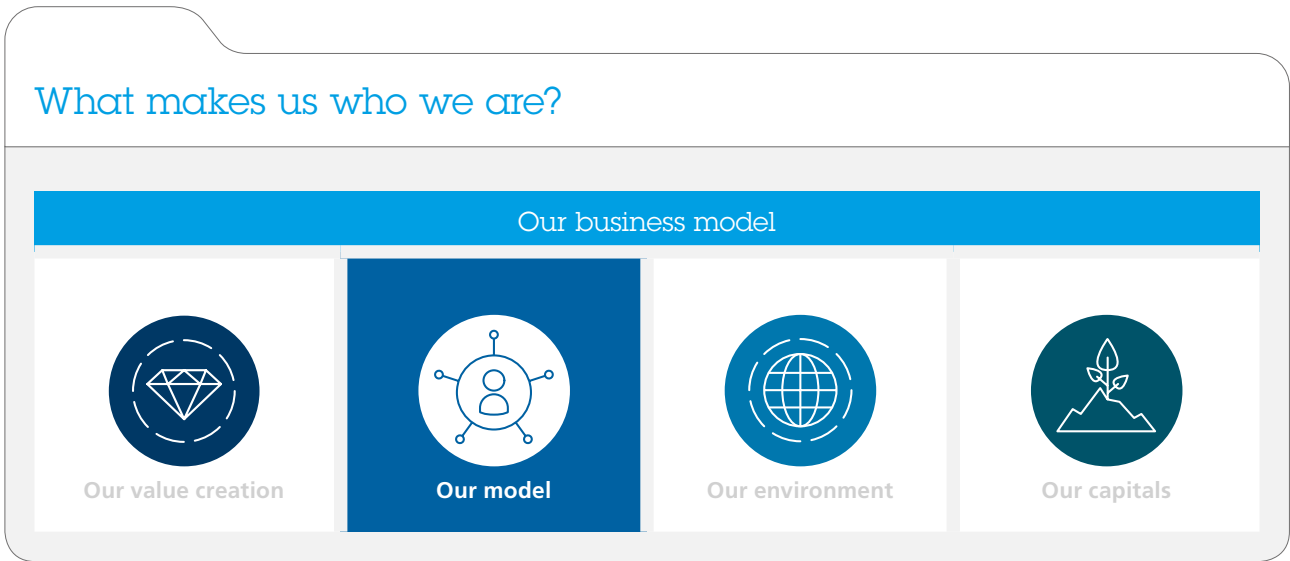 What makes us who we are?
Our business model
Our value creation
Our model
Our environment
Our capitals